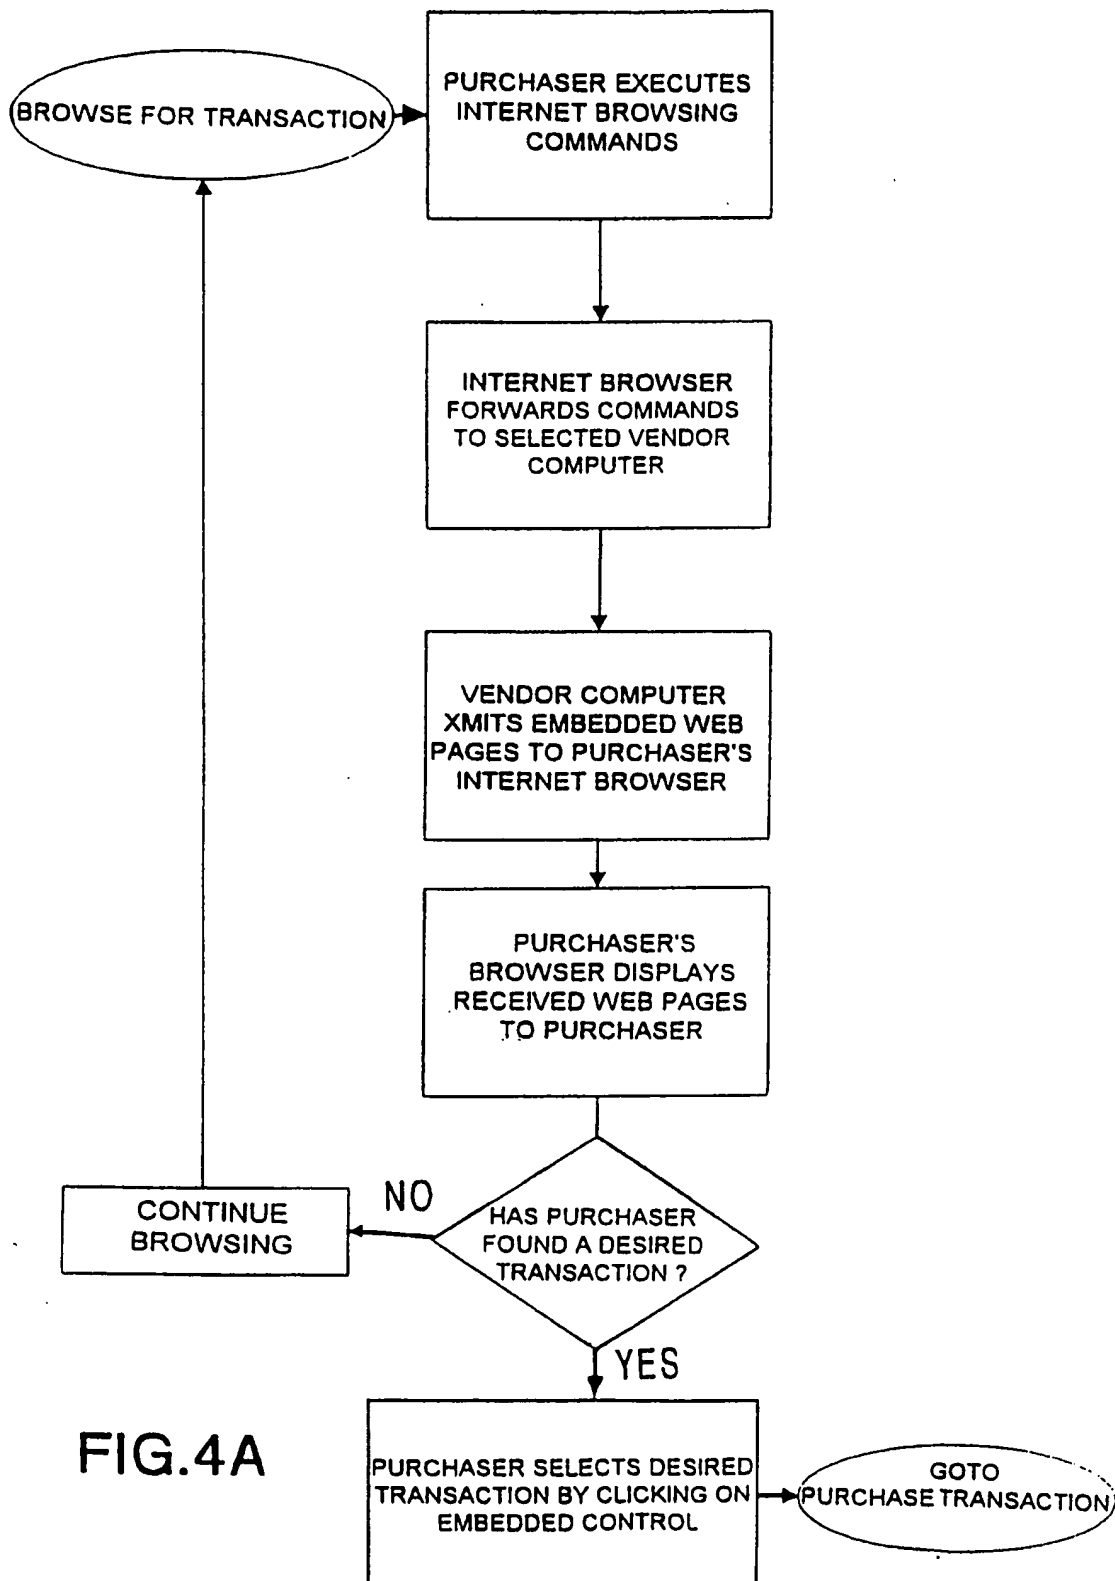 BROWSE FOR TRANSACTION
PURCHASER EXECUTES
INTERNET BROWSING
COMMANDS
INTERNET BROWSER
FORWARDS COMMANDS
TO SELECTED VENDOR
COMPUTER
VENDOR COMPUTER
XMITS EMBEDDED WEB
PAGES TO PURCHASER'S
INTERNET BROWSER
PURCHASER'S
BROWSER DISPLAYS
RECEIVED WEB PAGES
TO PURCHASER
HAS PURCHASER
FOUND A DESIRED
TRANSACTION ?
NO
CONTINUE
BROWSING
YES
PURCHASER SELECTS DESIRED
TRANSACTION BY CLICKING ON
EMBEDDED CONTROL
GOTO
PURCHASE TRANSACTION
FIG.4A